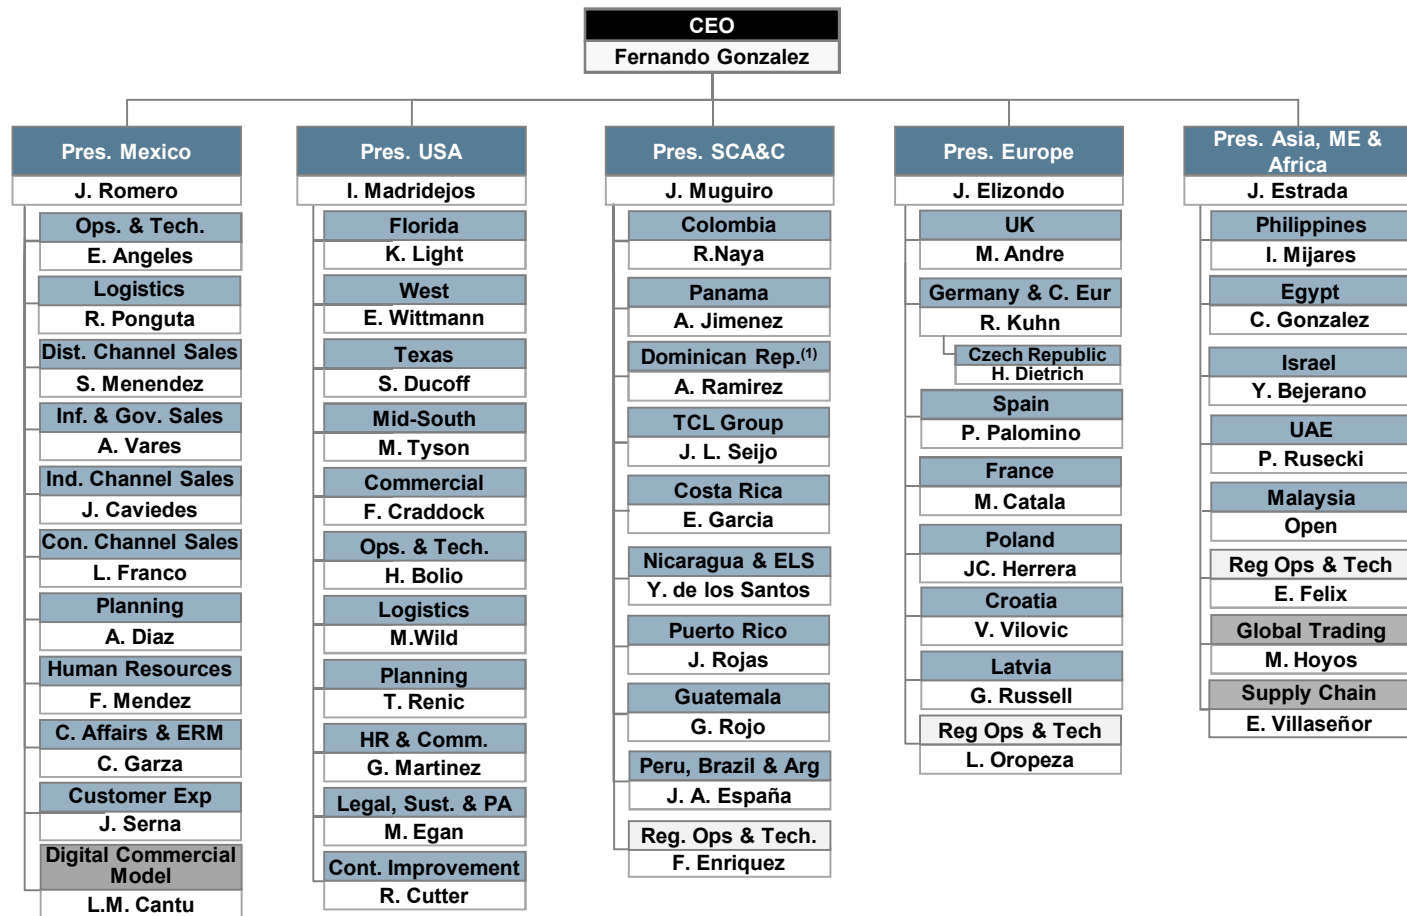 CEO
Fernando Gonzalez
Pres. Mexico
J. Romero
Ops. & Tech.
E. Angeles
Logistics
R. Ponguta
Dist. Channel Sales
S. Menendez
Inf. & Gov. Sales
A. Vares
Ind. Channel Sales
J. Caviedes
Con. Channel Sales
L. Franco
Planning
A. Diaz
Human Resources
F. Mendez
C. Affairs & ERM
C. Garza
Customer Exp
J. Serna
Digital Commercial
Model
L.M. Cantu
Pres. USA
I. Madridejos
Florida
K. Light
West
E. Wittmann
Texas
S. Ducoff
Mid-South
M. Tyson
Commercial
F. Craddock
Ops. & Tech.
H. Bolio
Logistics
M.Wild
Planning
T. Renic
HR & Comm.
G. Martinez
Legal, Sust. & PA
M. Egan
Cont. Improvement
R. Cutter
Pres. SCA&C
J. Muguiro
Colombia
R.Naya
Panama
A. Jimenez
Dominican Rep.(1)
A. Ramirez
TCL Group
J. L. Seijo
Costa Rica
E. Garcia
Nicaragua & ELS
Y. de los Santos
Puerto Rico
J. Rojas
Guatemala
G. Rojo
Peru, Brazil & Arg
J. A. España
Reg. Ops & Tech.
F. Enriquez
Pres. Europe
J. Elizondo
UK
M. Andre
Germany & C. Eur
R. Kuhn
Czech Republic
H. Dietrich
Spain
P. Palomino
France
M. Catala
Poland
JC. Herrera
Croatia
V. Vilovic
Latvia
G. Russell
Reg Ops & Tech
L. Oropeza
Pres. Asia, ME &
Africa
J. Estrada
Philippines
I. Mijares
Egypt
C. Gonzalez
Israel
Y. Bejerano
UAE
P. Rusecki
Malaysia
Open
Reg Ops & Tech
E. Felix
Global Trading
M. Hoyos
Supply Chain
E. Villaseñor